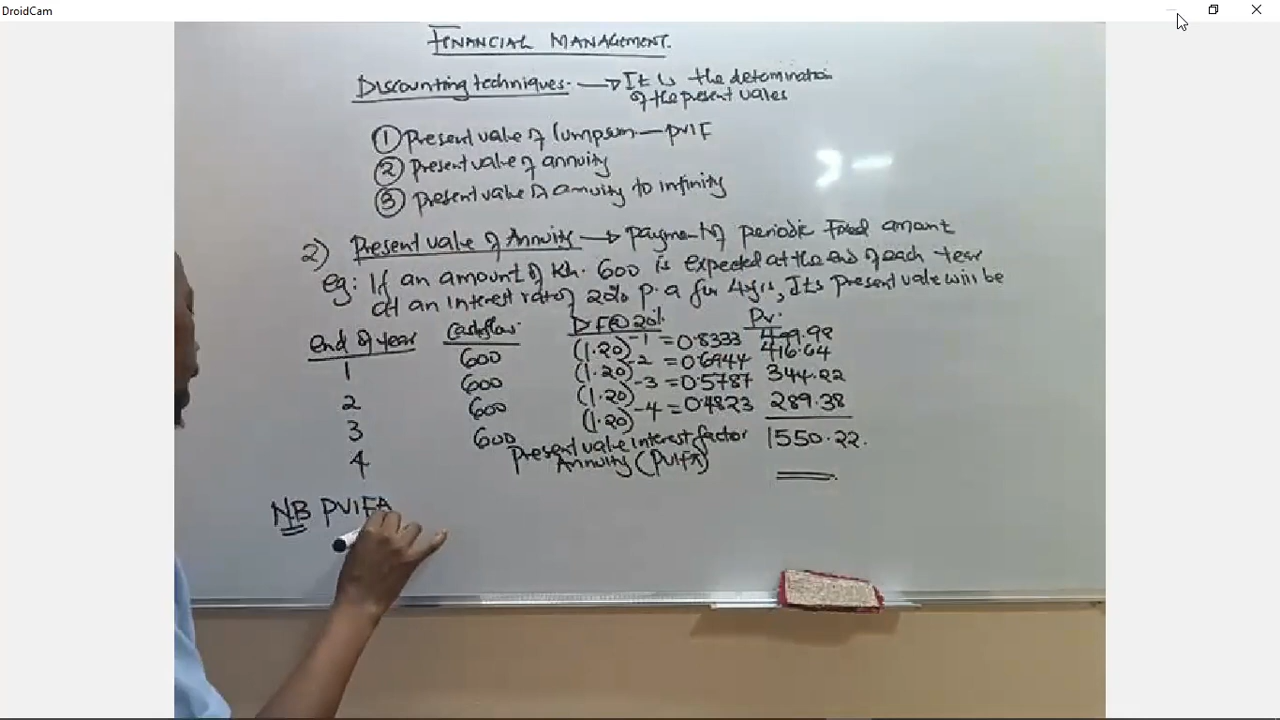 DroidCam
FINANCIAL MANAGEMENT.
Discounting techniques. → It is the determination
of the present values
① Present value of lumpsum — PVIF
② Present value of annuity
③ Present value of annuity to infinity
2) Present value of Annuity → payment of periodic Fixed amount
eg: If an amount of Kh. 600 is expected at the end of each year
at an interest rate of 20% p.a for 4yrs, Its present value will be
end of year Cashflow DF@ 20% Pv.
1 600 (1.20)-1 = 0.8333 499.98
2 600 (1.20)-2 = 0.6944 416.64
3 600 (1.20)-3 = 0.5787 344.22
4 600 (1.20)-4 = 0.4823 289.38
Present value interest factor 1550.22.
Annuity (PVIFA)
NB PVIFA